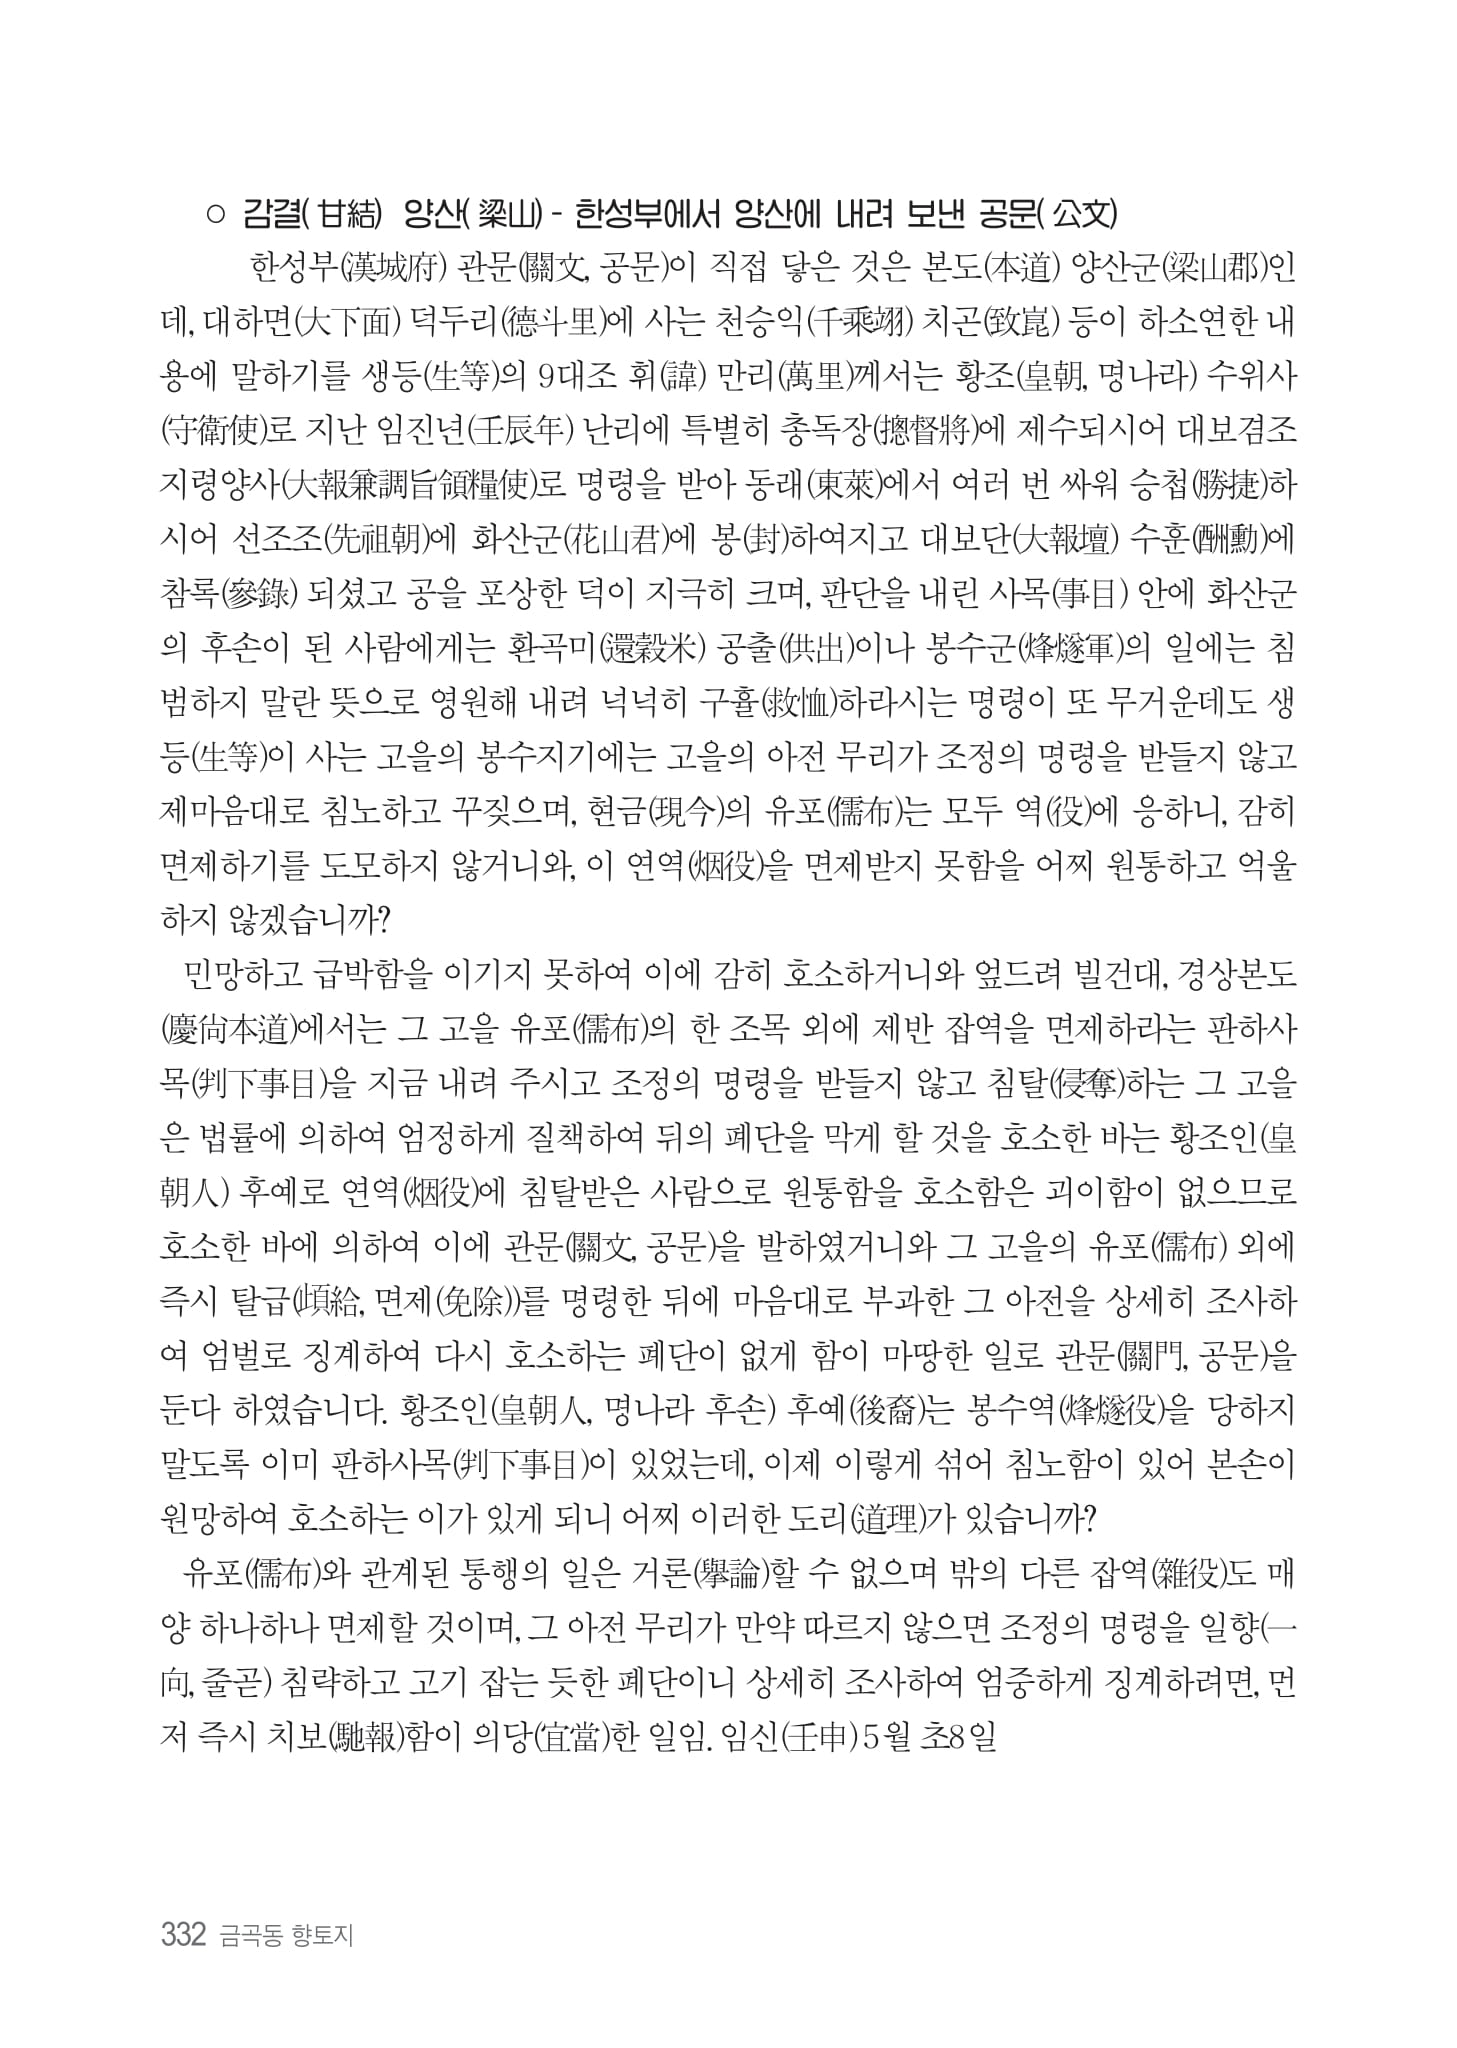 ○ 감결(甘結) 양산(梁山) - 한성부에서 양산에 내려 보낸 공문(公文)
한성부(漢城府) 관문(關文, 공문)이 직접 닿은 것은 본도(本道) 양산군(梁山郡)인
데, 대하면(大下面) 덕두리(德斗里)에 사는 천승익(千乘翊) 치곤(致崑) 등이 하소연한 내
용에 말하기를 생등(生等)의 9대조 휘(諱) 만리(萬里)께서는 황조(皇朝, 명나라) 수위사
(守衛使)로 지난 임진년(壬辰年) 난리에 특별히 총독장(摠督將)에 제수되시어 대보겸조
지령양사(大報兼調旨領糧使)로 명령을 받아 동래(東萊)에서 여러 번 싸워 승첩(勝捷)하
시어 선조조(先祖朝)에 화산군(花山君)에 봉(封)하여지고 대보단(大報壇) 수훈(酬勳)에
참록(參錄) 되셨고 공을 포상한 덕이 지극히 크며, 판단을 내린 사목(事目) 안에 화산군
의 후손이 된 사람에게는 환곡미(還穀米) 공출(供出)이나 봉수군(烽燧軍)의 일에는 침
범하지 말란 뜻으로 영원해 내려 넉넉히 구휼(救恤)하라시는 명령이 또 무거운데도 생
등(生等)이 사는 고을의 봉수지기에는 고을의 아전 무리가 조정의 명령을 받들지 않고
제마음대로 침노하고 꾸짖으며, 현금(現今)의 유포(儒布)는 모두 역(役)에 응하니, 감히
면제하기를 도모하지 않거니와, 이 연역(烟役)을 면제받지 못함을 어찌 원통하고 억울
하지 않겠습니까?
민망하고 급박함을 이기지 못하여 이에 감히 호소하거니와 엎드려 빌건대, 경상본도
(慶尙本道)에서는 그 고을 유포(儒布)의 한 조목 외에 제반 잡역을 면제하라는 판하사
목(判下事目)을 지금 내려 주시고 조정의 명령을 받들지 않고 침탈(侵奪)하는 그 고을
은 법률에 의하여 엄정하게 질책하여 뒤의 폐단을 막게 할 것을 호소한 바는 황조인(皇
朝人) 후예로 연역(烟役)에 침탈받은 사람으로 원통함을 호소함은 괴이함이 없으므로
호소한 바에 의하여 이에 관문(關文, 공문)을 발하였거니와 그 고을의 유포(儒布) 외에
즉시 탈급(頉給, 면제(免除))를 명령한 뒤에 마음대로 부과한 그 아전을 상세히 조사하
여 엄벌로 징계하여 다시 호소하는 폐단이 없게 함이 마땅한 일로 관문(關門, 공문)을
둔다 하였습니다. 황조인(皇朝人, 명나라 후손) 후예(後裔)는 봉수역(烽燧役)을 당하지
말도록 이미 판하사목(判下事目)이 있었는데, 이제 이렇게 섞어 침노함이 있어 본손이
원망하여 호소하는 이가 있게 되니 어찌 이러한 도리(道理)가 있습니까?
유포(儒布)와 관계된 통행의 일은 거론(擧論)할 수 없으며 밖의 다른 잡역(雜役)도 매
양 하나하나 면제할 것이며, 그 아전 무리가 만약 따르지 않으면 조정의 명령을 일향(一
向, 줄곧) 침략하고 고기 잡는 듯한 폐단이니 상세히 조사하여 엄중하게 징계하려면, 먼
저 즉시 치보(馳報)함이 의당(宜當)한 일임. 임신(壬申) 5월 초8일
332 금곡동 향토지